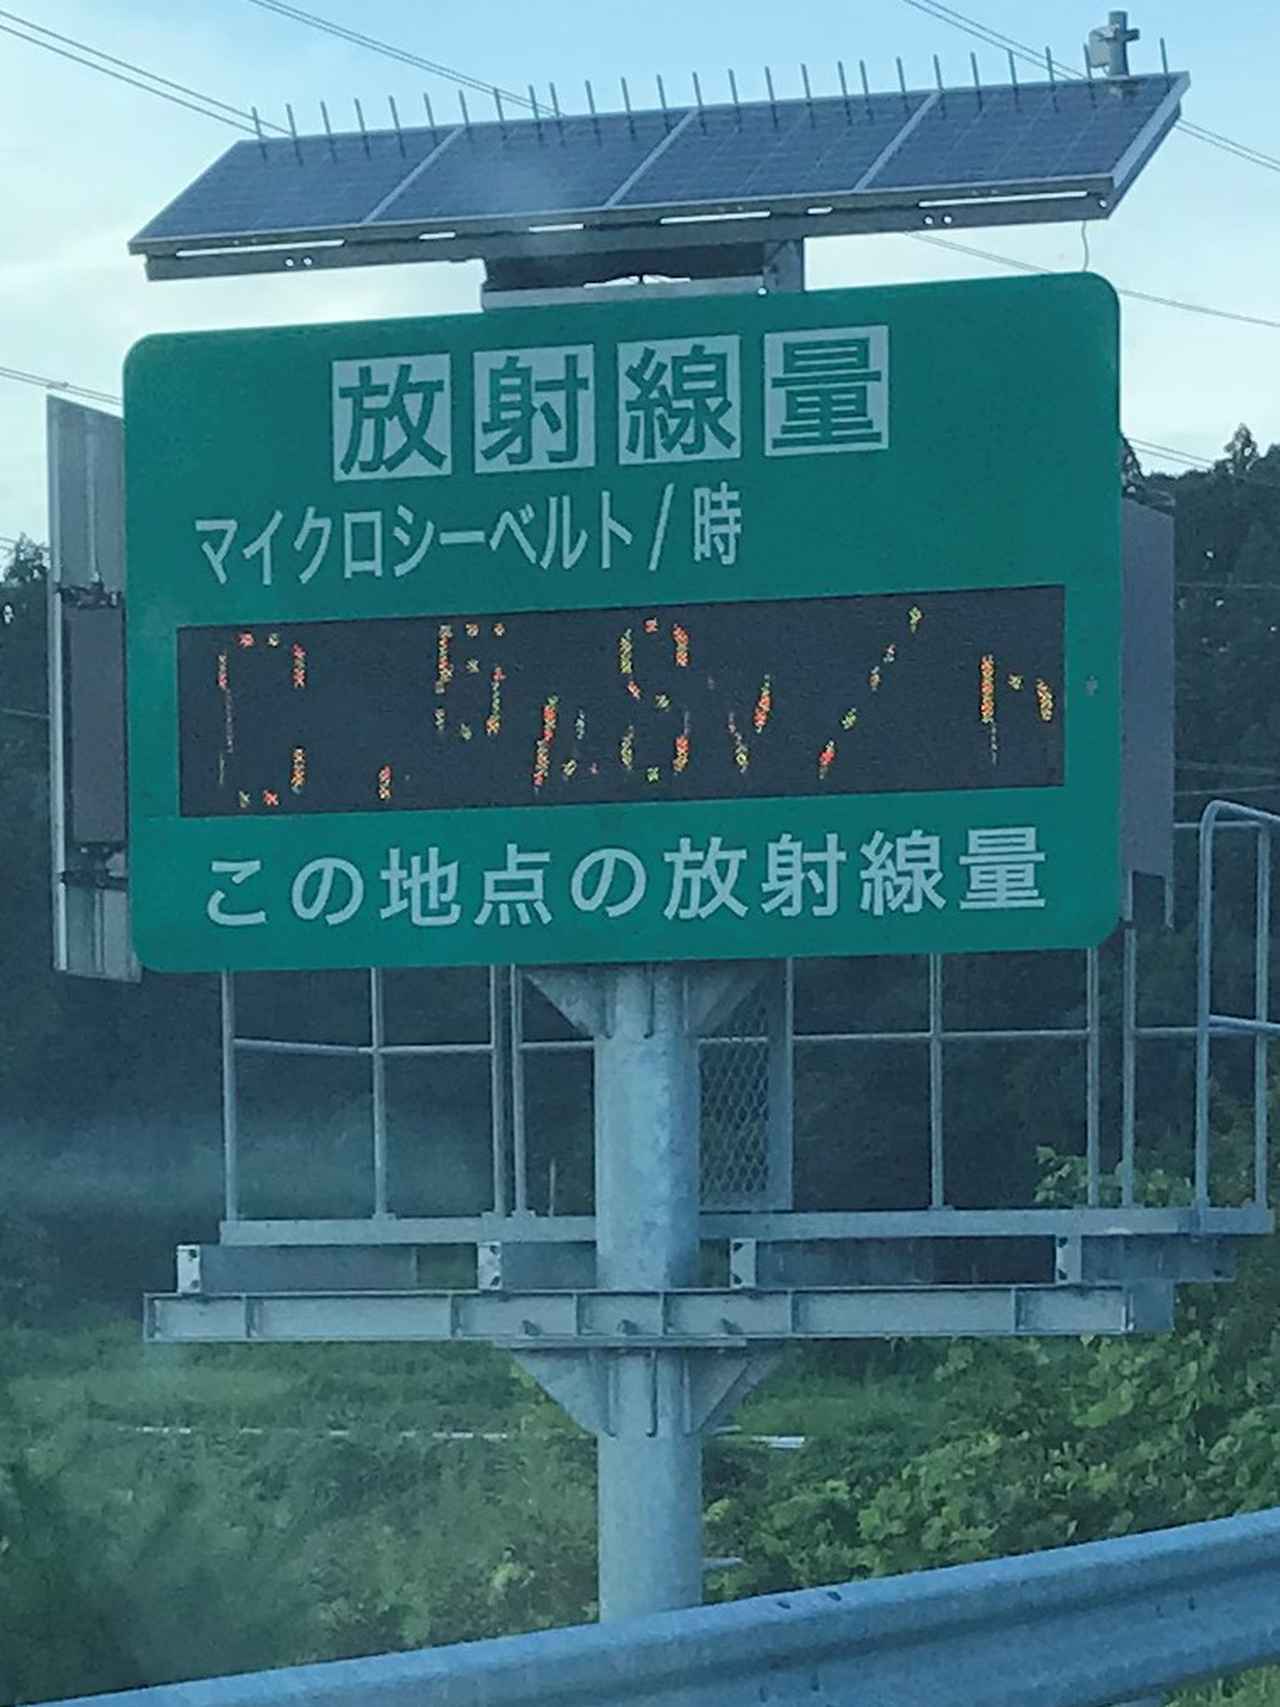 放射線量
マイクロシーベルト/時
0.5μSv/h
この地点の放射線量